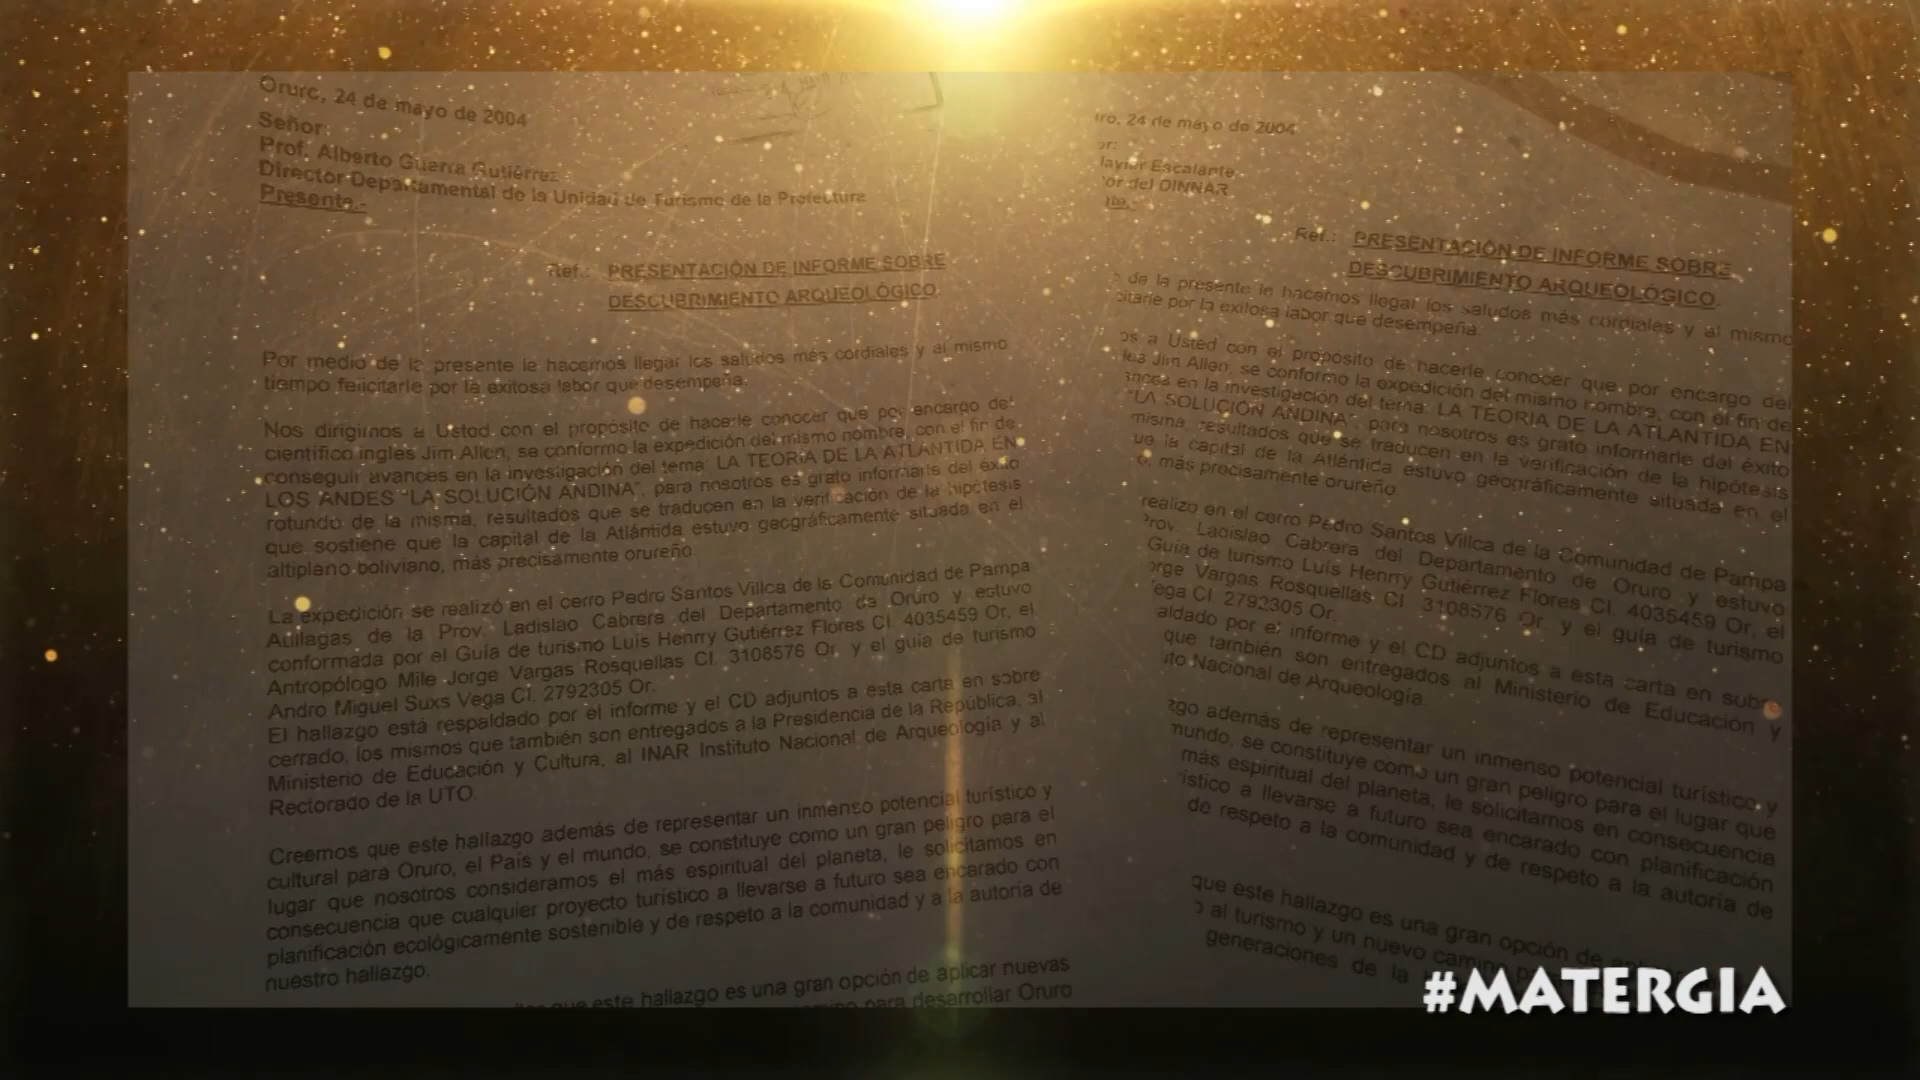 Oruro, 24 de mayo de 2004
Señor:
Prof. Alberto Guerra Gutiérrez
Director Departamental de la Unidad de Turismo de la Prefectura
Presente.-
Ref.: PRESENTACIÓN DE INFORME SOBRE
DESCUBRIMIENTO ARQUEOLÓGICO.
Por medio de la presente le hacemos llegar los saludos más cordiales y al mismo
tiempo felicitarle por la exitosa labor que desempeña.
Nos dirigimos a Usted con el propósito de hacerle conocer que por encargo del
científico ingles Jim Allen, se conformo la expedición del mismo nombre, con el fin de
conseguir avances en la investigación del tema: LA TEORIA DE LA ATLANTIDA EN
LOS ANDES "LA SOLUCIÓN ANDINA", para nosotros es grato informarle del éxito
rotundo de la misma, resultados que se traducen en la verificación de la hipótesis
que sostiene que la capital de la Atlántida estuvo geográficamente situada en el
altiplano boliviano, más precisamente orureño
La expedición se realizó en el cerro Pedro Santos Villca de la Comunidad de Pampa
Aullagas de la Prov. Ladislao Cabrera del Departamento de Oruro y estuvo
conformada por el Guía de turismo Luís Henrry Gutiérrez Flores CI. 4035459 Or, el
Antropólogo Mile Jorge Vargas Rosquellas CI. 3108576 Or. y el guía de turismo
Andro Miguel Suxs Vega CI. 2792305 Or.
El hallazgo está respaldado por el informe y el CD adjuntos a esta carta en sobre
cerrado, los mismos que también son entregados a la Presidencia de la República, al
Ministerio de Educación y Cultura, al INAR Instituto Nacional de Arqueología y al
Rectorado de la UTO.
Creemos que este hallazgo además de representar un inmenso potencial turístico y
cultural para Oruro, el País y el mundo, se constituye como un gran peligro para el
lugar que nosotros consideramos el más espiritual del planeta, le solicitamos en
consecuencia que cualquier proyecto turístico a llevarse a futuro sea encarado con
planificación ecológicamente sostenible y de respeto a la comunidad y a la autoría de
nuestro hallazgo.
que este hallazgo es una gran opción de aplicar nuevas
para desarrollar Oruro
ro, 24 de mayo de 2004
or:
Javier Escalante
or del DINNAR
te.-
Ref.: PRESENTACIÓN DE INFORME SOBRE
DESCUBRIMIENTO ARQUEOLÓGICO.
de la presente le hacemos llegar los saludos más cordiales y al mismo
citarle por la exitosa labor que desempeña.
os a Usted con el propósito de hacerle conocer que por encargo del
les Jim Allen, se conformo la expedición del mismo nombre, con el fin de
ances en la investigación del tema: LA TEORIA DE LA ATLANTIDA EN
"LA SOLUCIÓN ANDINA", para nosotros es grato informarle del éxito
misma, resultados que se traducen en la verificación de la hipótesis
ue la capital de la Atlántida estuvo geográficamente situada en el
o, más precisamente orureño.
realizo en el cerro Pedro Santos Villca de la Comunidad de Pampa
Prov. Ladislao Cabrera del Departamento de Oruro y estuvo
Guía de turismo Luís Henrry Gutiérrez Flores CI. 4035459 Or, el
orge Vargas Rosquellas CI. 3108576 Or. y el guía de turismo
ega CI. 2792305 Or.
aldado por el informe y el CD adjuntos a esta carta en sobre
que también son entregados al Ministerio de Educación y
uto Nacional de Arqueología.
zgo además de representar un inmenso potencial turístico y
mundo, se constituye como un gran peligro para el lugar que
más espiritual del planeta, le solicitamos en consecuencia
ístico a llevarse a futuro sea encarado con planificación
de respeto a la comunidad y de respeto a la autoría de
que este hallazgo es una gran opción de
o al turismo y un nuevo camino
generaciones de la
#MATERGIA